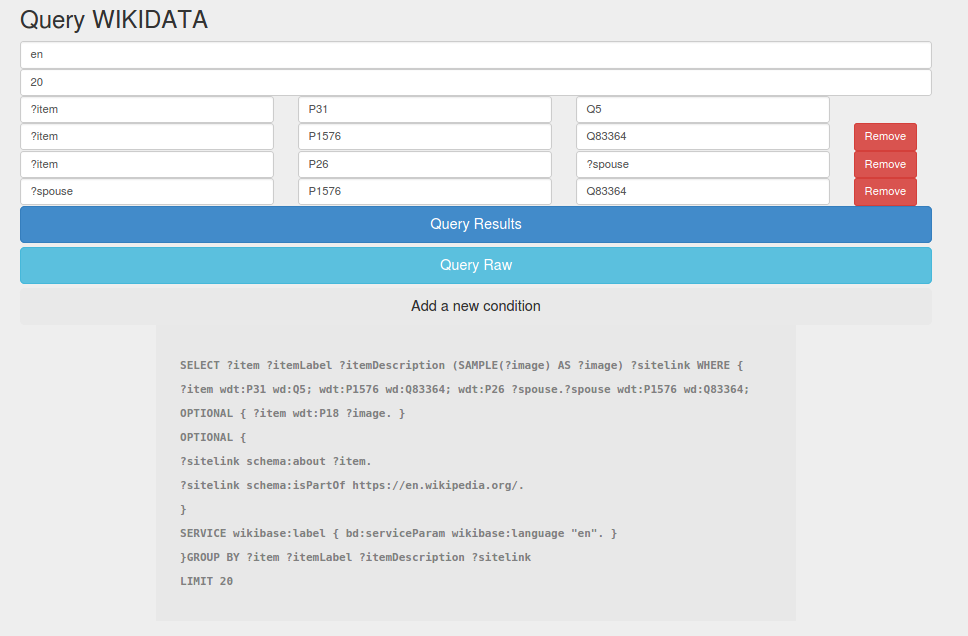 Query WIKIDATA
en
20
?item P31 Q5
?item P1576 Q83364 Remove
?item P26 ?spouse Remove
?spouse P1576 Q83364 Remove
Query Results
Query Raw
Add a new condition
SELECT ?item ?itemLabel ?itemDescription (SAMPLE(?image) AS ?image) ?sitelink WHERE {
?item wdt:P31 wd:Q5; wdt:P1576 wd:Q83364; wdt:P26 ?spouse.?spouse wdt:P1576 wd:Q83364;
OPTIONAL { ?item wdt:P18 ?image. }
OPTIONAL {
?sitelink schema:about ?item.
?sitelink schema:isPartOf https://en.wikipedia.org/.
}
SERVICE wikibase:label { bd:serviceParam wikibase:language "en". }
}GROUP BY ?item ?itemLabel ?itemDescription ?sitelink
LIMIT 20